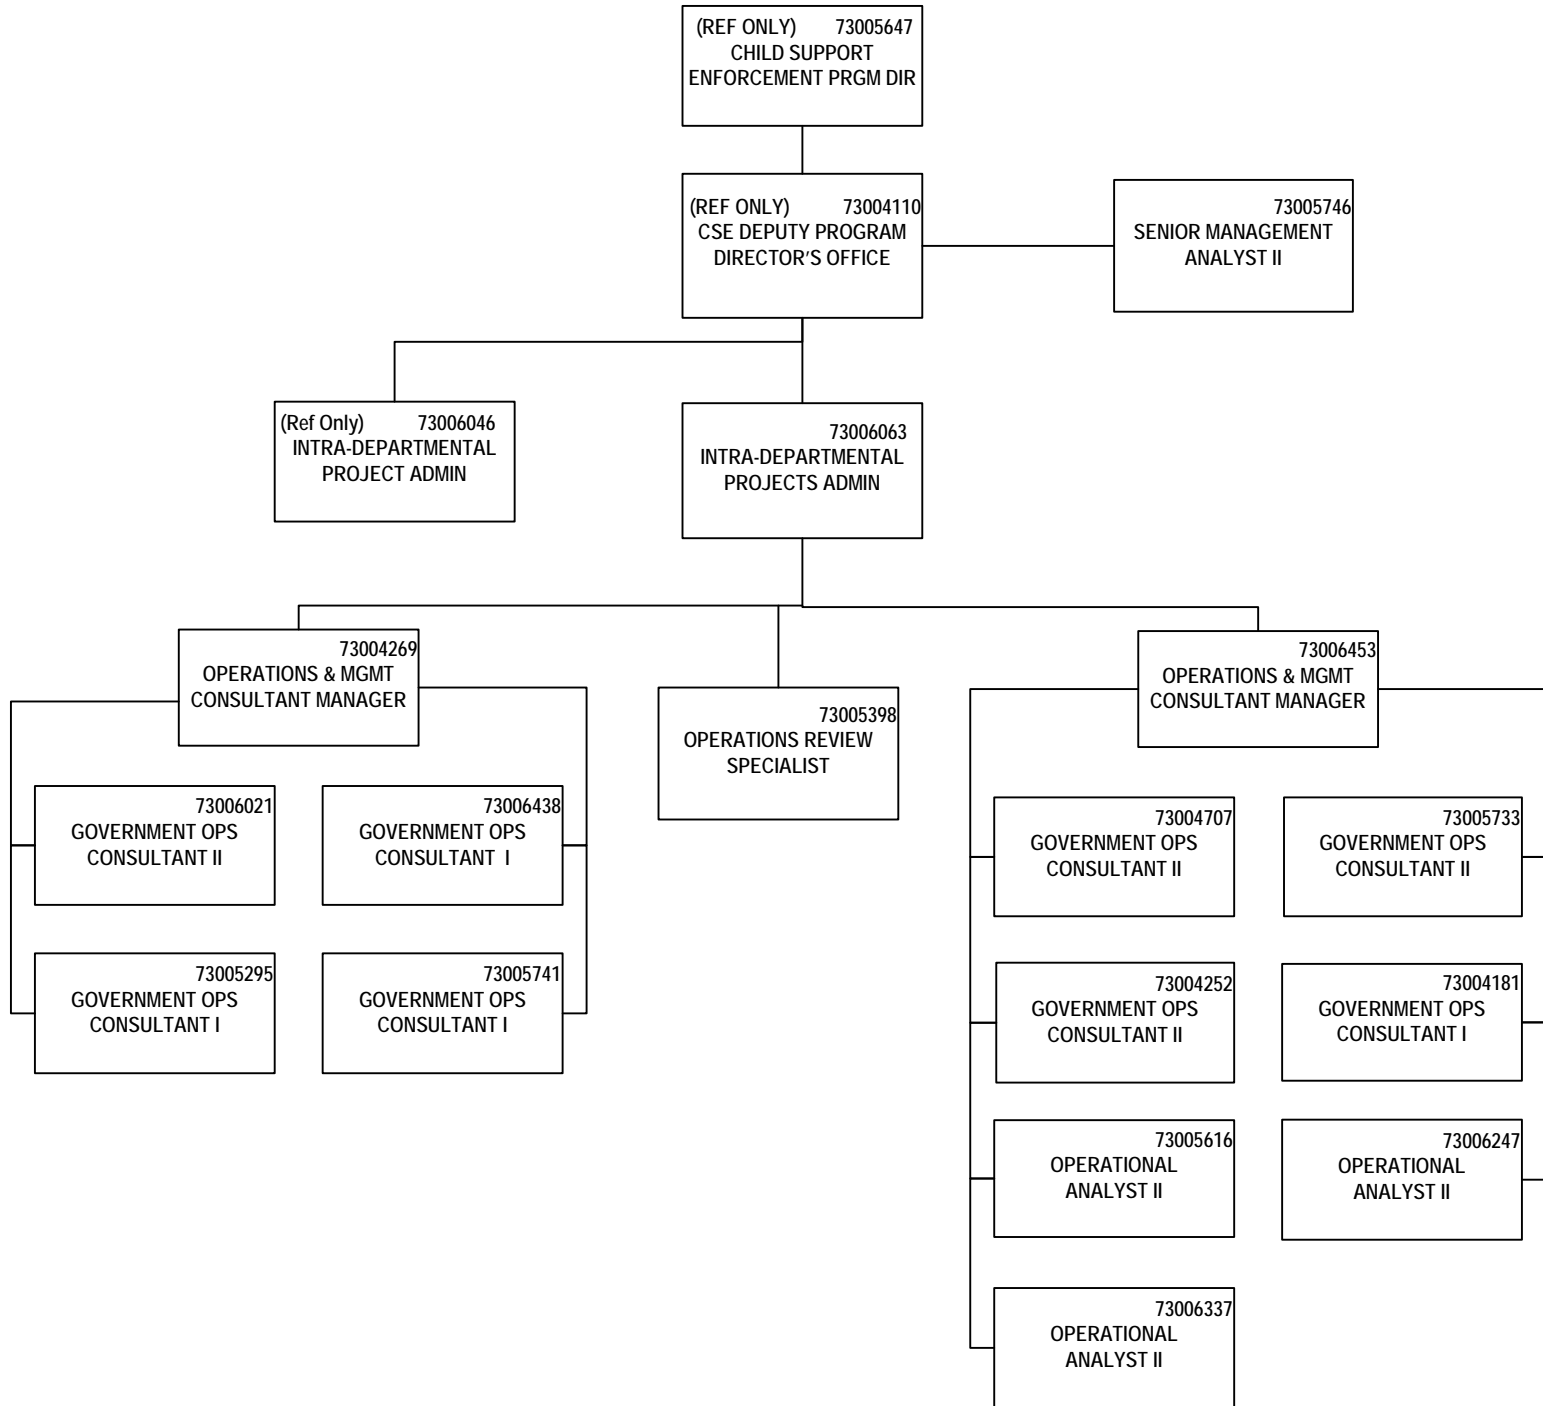 (REF ONLY) 73005647
CHILD SUPPORT
ENFORCEMENT PRGM DIR
(REF ONLY) 73004110
CSE DEPUTY PROGRAM
DIRECTOR'S OFFICE
73005746
SENIOR MANAGEMENT
ANALYST II
(Ref Only) 73006046
INTRA-DEPARTMENTAL
PROJECT ADMIN
73006063
INTRA-DEPARTMENTAL
PROJECTS ADMIN
73004269
OPERATIONS & MGMT
CONSULTANT MANAGER
73005398
OPERATIONS REVIEW
SPECIALIST
73006453
OPERATIONS & MGMT
CONSULTANT MANAGER
73006021
GOVERNMENT OPS
CONSULTANT II
73006438
GOVERNMENT OPS
CONSULTANT I
73005295
GOVERNMENT OPS
CONSULTANT I
73005741
GOVERNMENT OPS
CONSULTANT I
73004707
GOVERNMENT OPS
CONSULTANT II
73005733
GOVERNMENT OPS
CONSULTANT II
73004252
GOVERNMENT OPS
CONSULTANT II
73004181
GOVERNMENT OPS
CONSULTANT I
73005616
OPERATIONAL
ANALYST II
73006247
OPERATIONAL
ANALYST II
73006337
OPERATIONAL
ANALYST II